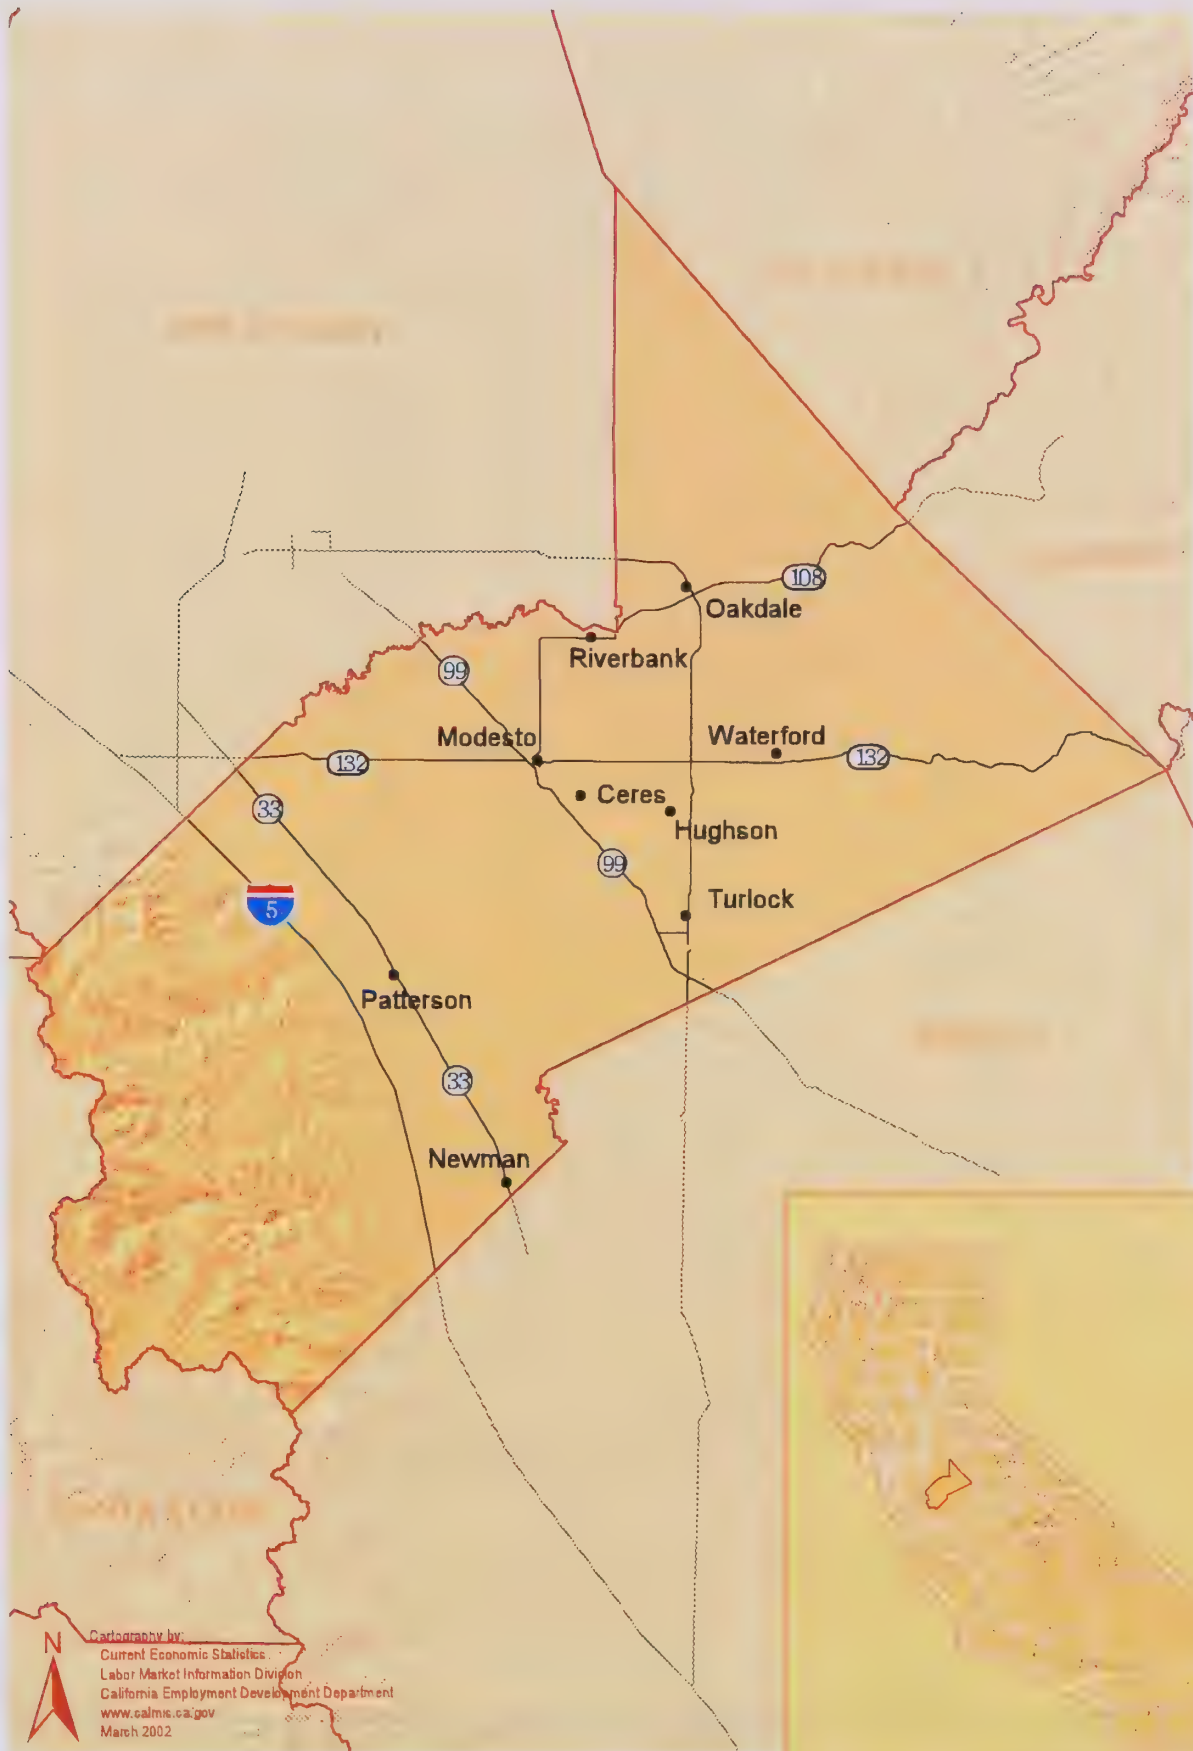 108
Oakdale
Riverbank
99
Modesto
Waterford
132
132
Ceres
33
Hughson
99
5
Turlock
Patterson
33
Newman
N
Cartography by:
Current Economic Statistics
Labor Market Information Division
California Employment Development Department
www.calmis.ca.gov
March 2002